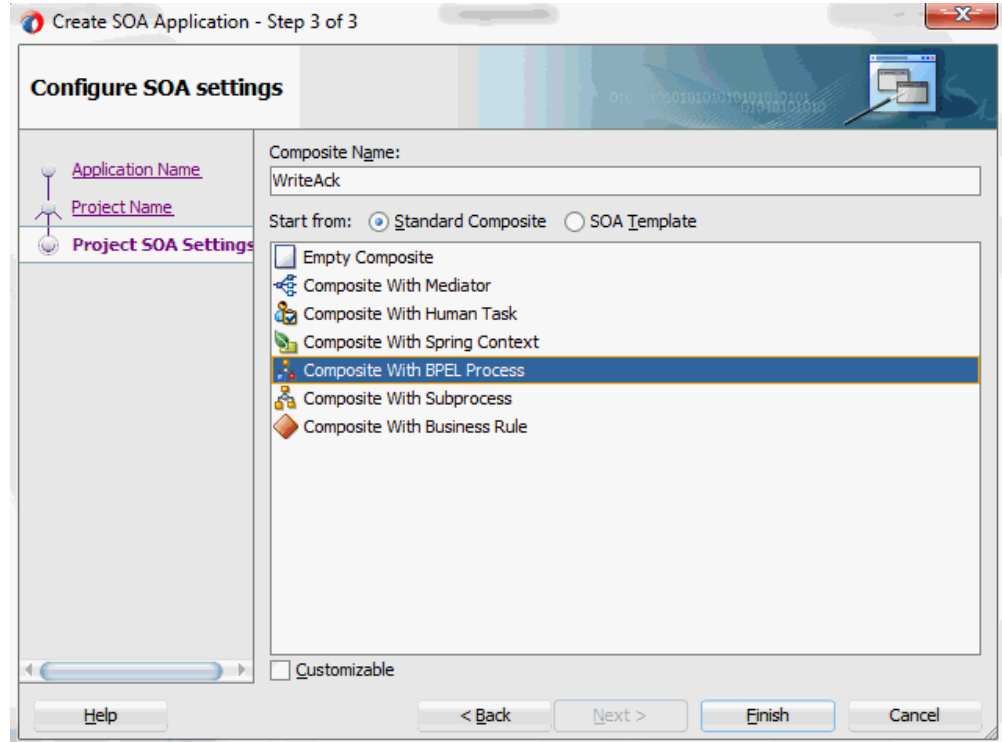 Create SOA Application - Step 3 of 3
Configure SOA settings
Application Name
Project Name
Project SOA Settings
Composite Name:
WriteAck
Start from: Standard Composite SOA Template
Empty Composite
Composite With Mediator
Composite With Human Task
Composite With Spring Context
Composite With BPEL Process
Composite With Subprocess
Composite With Business Rule
Customizable
Help < Back Next > Finish Cancel